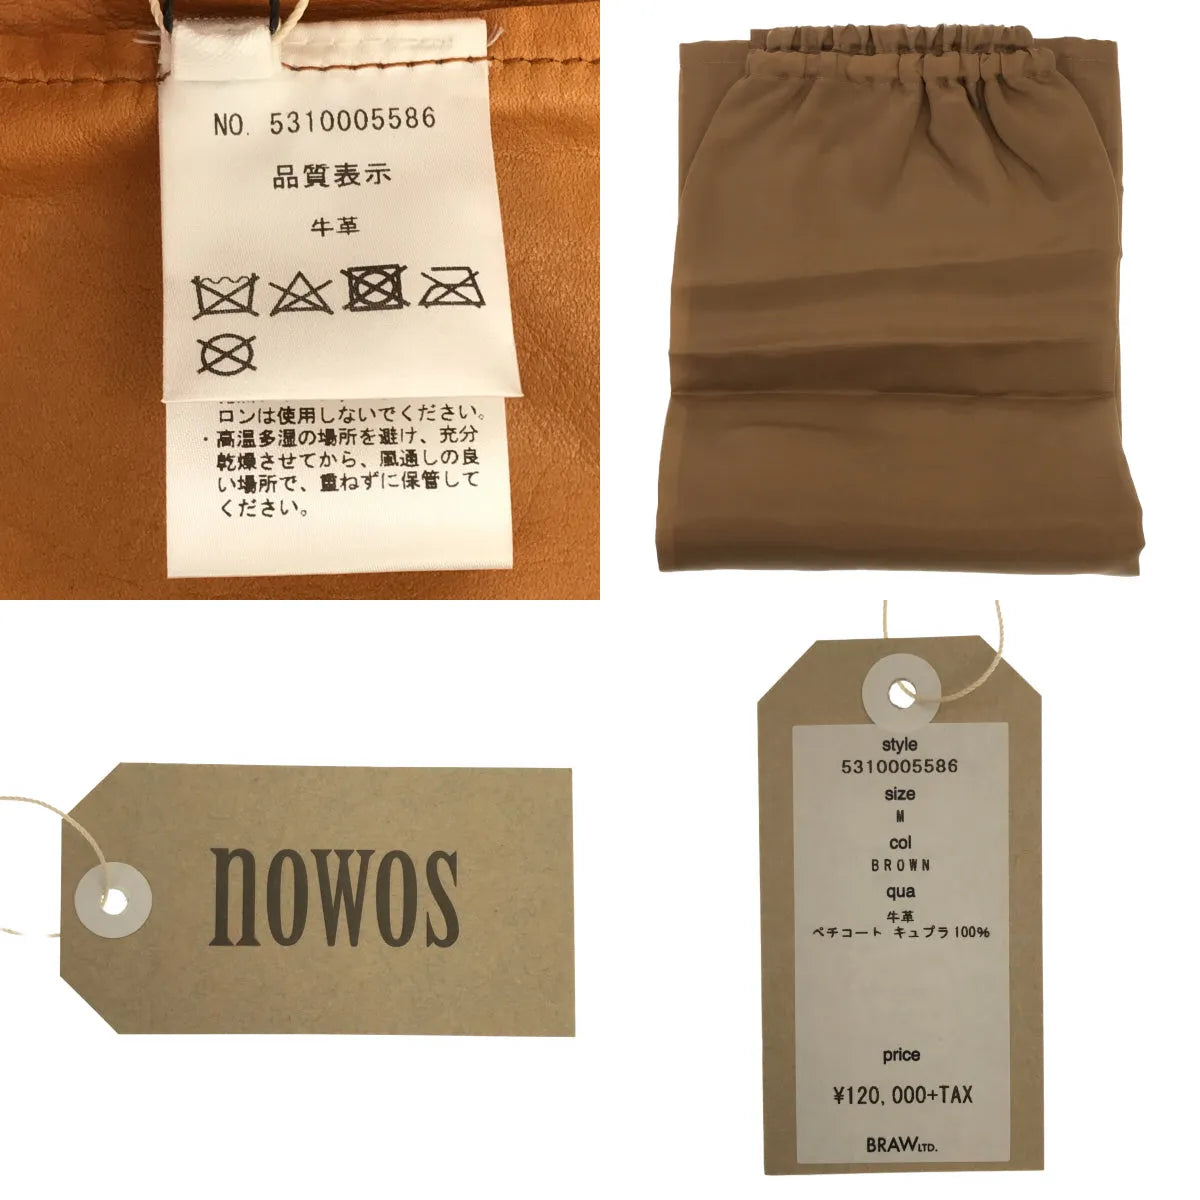 NO. 5310005586
品質表示
牛革
ロンは使用しないでください。
・高温多湿の場所を避け、充分
乾燥させてから、風通しの良
い場所で、重ねずに保管して
ください。
nowos
style
5310005586
size
M
col
BROWN
qua
牛革
ペチコート キュプラ100%
price
¥120,000+TAX
BRAW LTD.